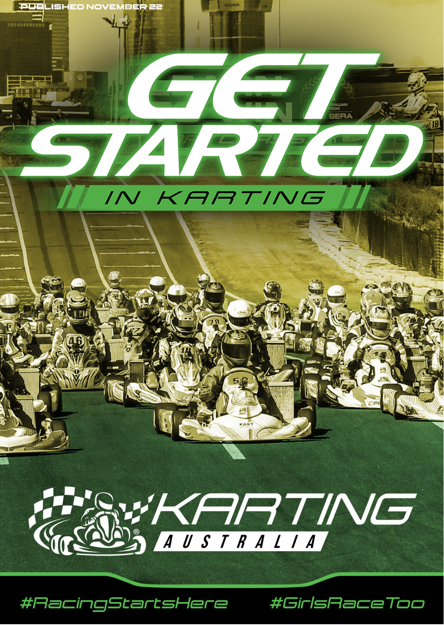 PUBLISHED NOVEMBER 22
GET
STARTED
IN KARTING
KARTING
AUSTRALIA
#RacingStartsHere
#GirlsRaceToo